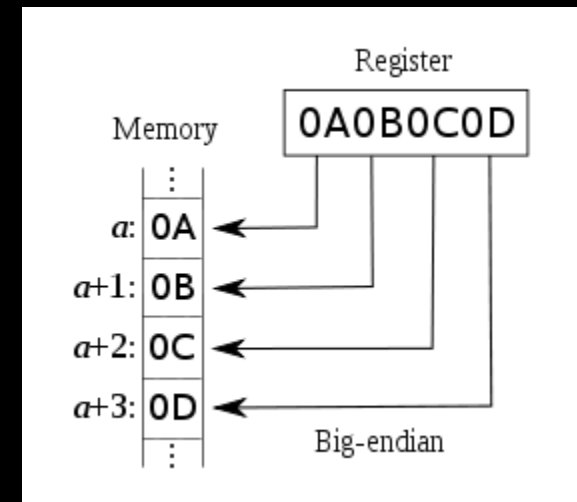 Register
0A0B0C0D
Memory
⋮
a: 0A
a+1: 0B
a+2: 0C
a+3: 0D
⋮
Big-endian